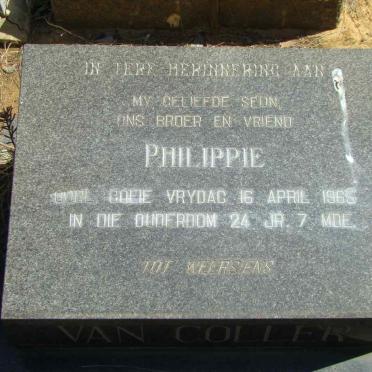 IN TERE HERINNERING AAN
MY GELIEFDE SEUN,
ONS BROER EN VRIEND
PHILIPPIE
OORL. GOEIE VRYDAG 16 APRIL 1965
IN DIE OUDERDOM 24 JR. 7 MDE.
TOT WEERSIENS
VAN COLLER